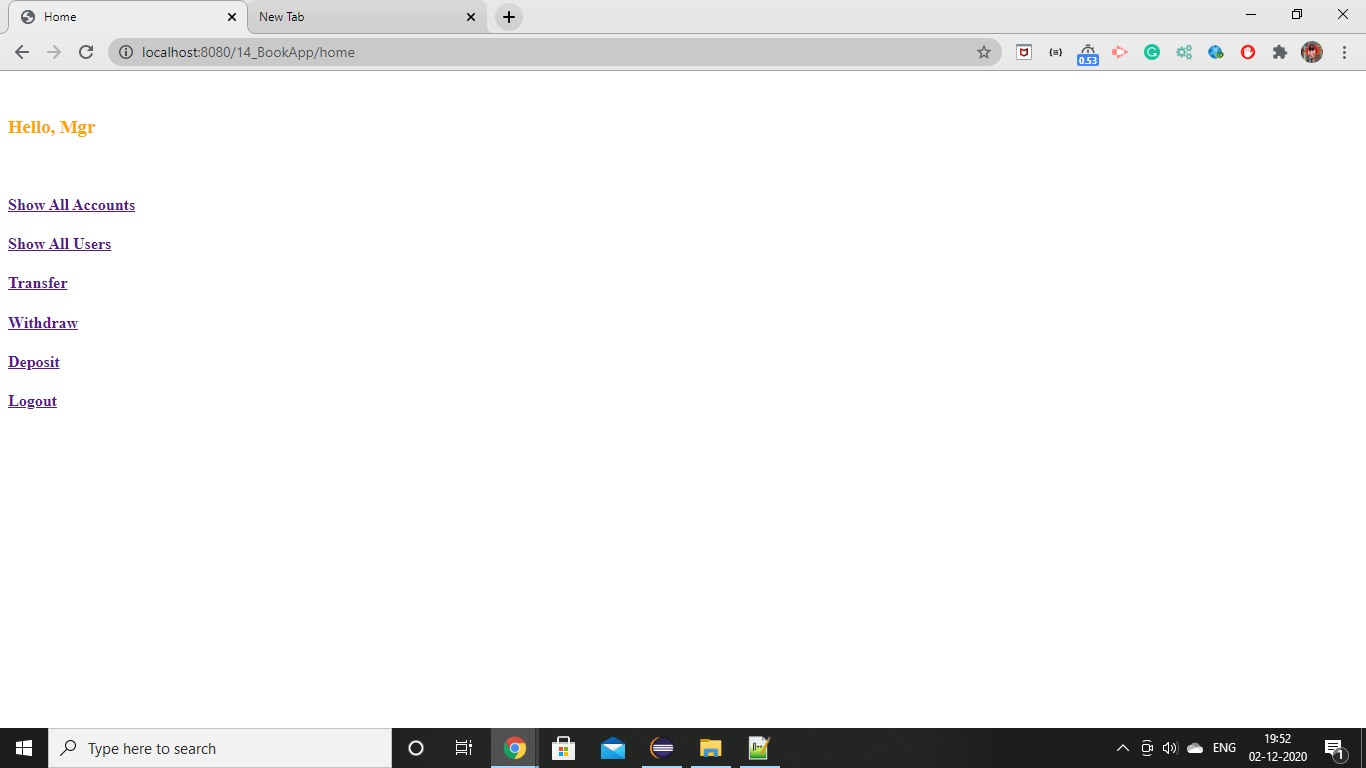 Home
New Tab
localhost:8080/14_BookApp/home
0.53
Hello, Mgr
Show All Accounts
Show All Users
Transfer
Withdraw
Deposit
Logout
Type here to search
ENG
19:52
02-12-2020
1